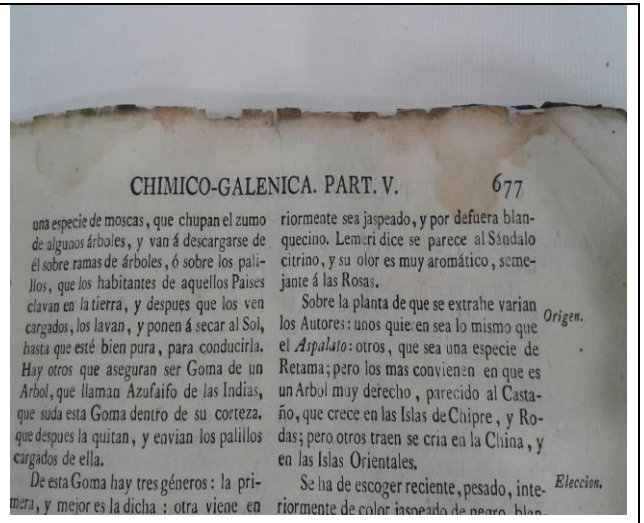 CHIMICO-GALENICA. PART. V. 677
una especie de moscas, que chupan el zumo
de algunos árboles, y van á descargarse de
él sobre ramas de árboles, ó sobre los pali-
llos, que los habitantes de aquellos Paises
clavan en la tierra, y despues que los ven
cargados, los lavan, y ponen á secar al Sol,
hasta que esté bien pura, para conducirla.
Hay otros que aseguran ser Goma de un
Arbol, que llaman Azufaifo de las Indias,
que suda esta Goma dentro de su corteza.
que despues la quitan, y envian los palillos
cargados de ella.
De esta Goma hay tres géneros: la pri-
mera, y mejor es la dicha: otra viene en
riormente sea jaspeado, y por defuera blan-
quecino. Lemeri dice se parece al Sándalo
citrino, y su olor es muy aromático, seme-
jante á las Rosas.
Sobre la planta de que se extrahe varian
los Autores: unos quieren sea lo mismo que
el Aspalato: otros, que sea una especie de
Retama; pero los mas convienen en que es
un Arbol muy derecho, parecido al Casta-
ño, que crece en las Islas de Chipre, y Ro-
das; pero otros traen se cria en la China, y
en las Islas Orientales.
Se ha de escoger reciente, pesado, inte-
riormente de color jaspeado de negro, blan-
Origen.
Eleccion.